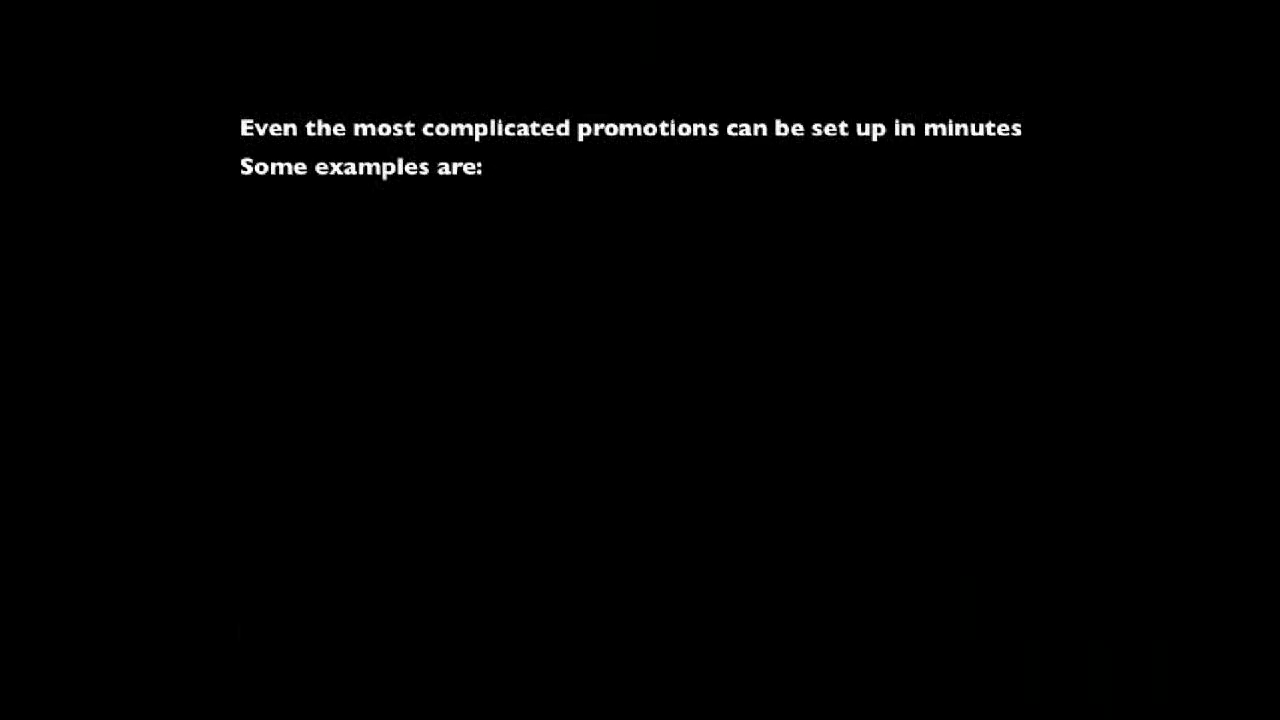 Even the most complicated promotions can be set up in minutes
Some examples are: